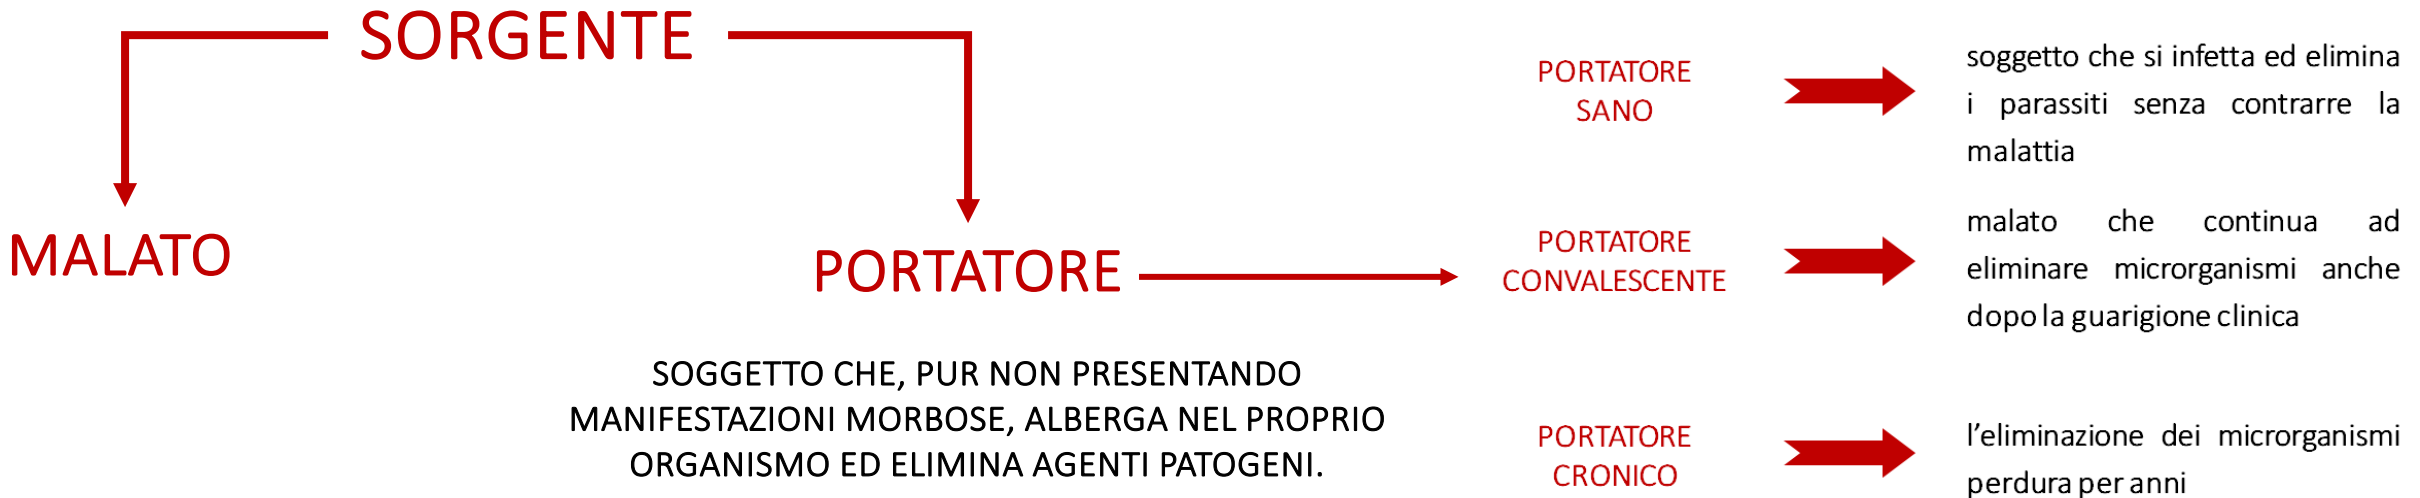 SORGENTE
MALATO
PORTATORE
SOGGETTO CHE, PUR NON PRESENTANDO
MANIFESTAZIONI MORBOSE, ALBERGA NEL PROPRIO
ORGANISMO ED ELIMINA AGENTI PATOGENI.
PORTATORE
SANO
soggetto che si infetta ed elimina
i parassiti senza contrarre la
malattia
PORTATORE
CONVALESCENTE
malato che continua ad
eliminare microrganismi anche
dopo la guarigione clinica
PORTATORE
CRONICO
l’eliminazione dei microrganismi
perdura per anni